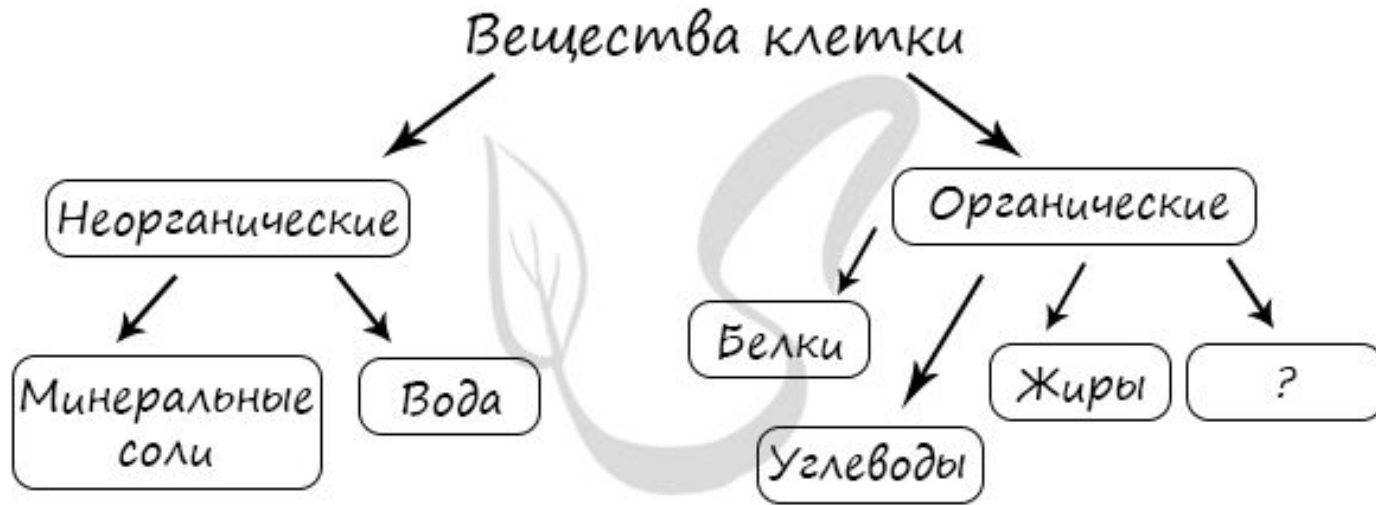 Вещества клетки
Неорганические
Органические
Минеральные
соли
Вода
Белки
Углеводы
Жиры
?